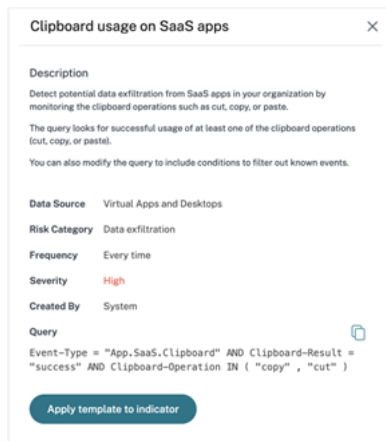 Clipboard usage on SaaS apps
Description
Detect potential data exfiltration from SaaS apps in your organization by
monitoring the clipboard operations such as cut, copy, or paste.
The query looks for successful usage of at least one of the clipboard operations
(cut, copy, or paste).
You can also modify the query to include conditions to filter out known events.
Data Source Virtual Apps and Desktops
Risk Category Data exfiltration
Frequency Every time
Severity High
Created By System
Query
Event-Type = "App.SaaS.Clipboard" AND Clipboard-Result =
"success" AND Clipboard-Operation IN ( "copy" , "cut" )
Apply template to indicator